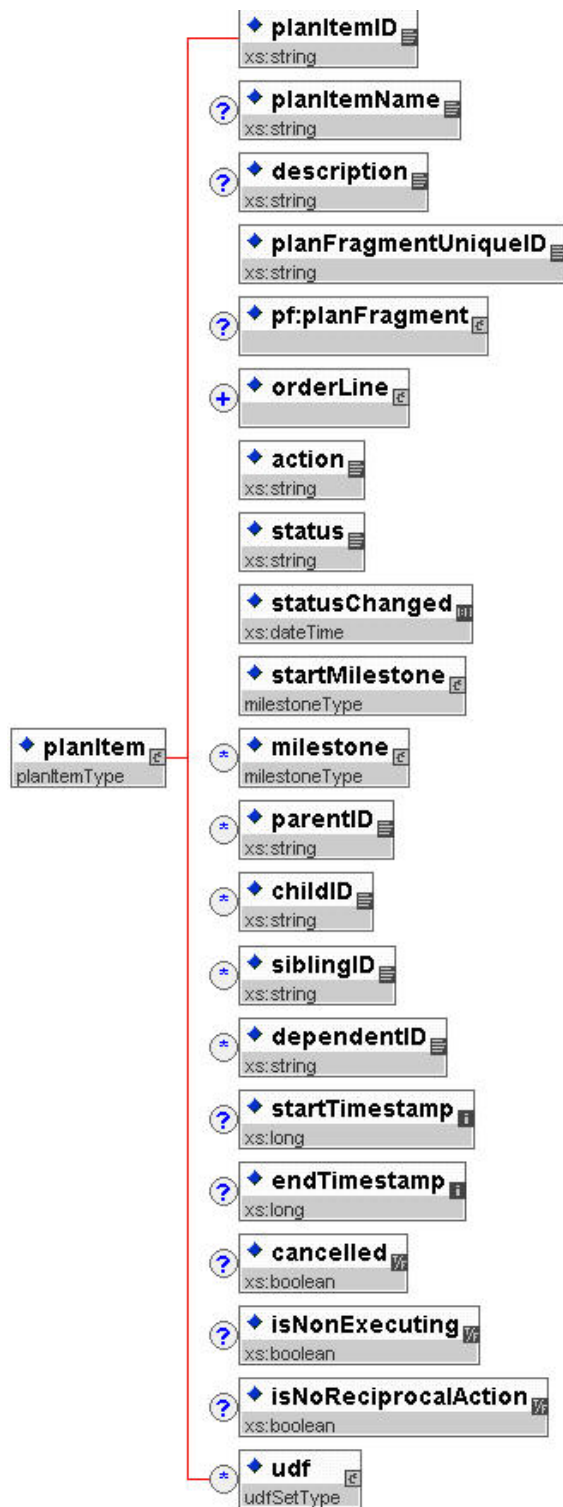 planItemID
xs:string
?
planItemName
xs:string
?
description
xs:string
planFragmentUniqueID
xs:string
?
pf:planFragment
+
orderLine
action
xs:string
status
xs:string
statusChanged
xs:dateTime
startMilestone
milestoneType
planItem
planItemType
*
milestone
milestoneType
*
parentID
xs:string
*
childID
xs:string
*
siblingID
xs:string
*
dependentID
xs:string
?
startTimestamp
xs:long
?
endTimestamp
xs:long
?
cancelled
xs:boolean
?
isNonExecuting
xs:boolean
?
isNoReciprocalAction
xs:boolean
*
udf
udfSetType